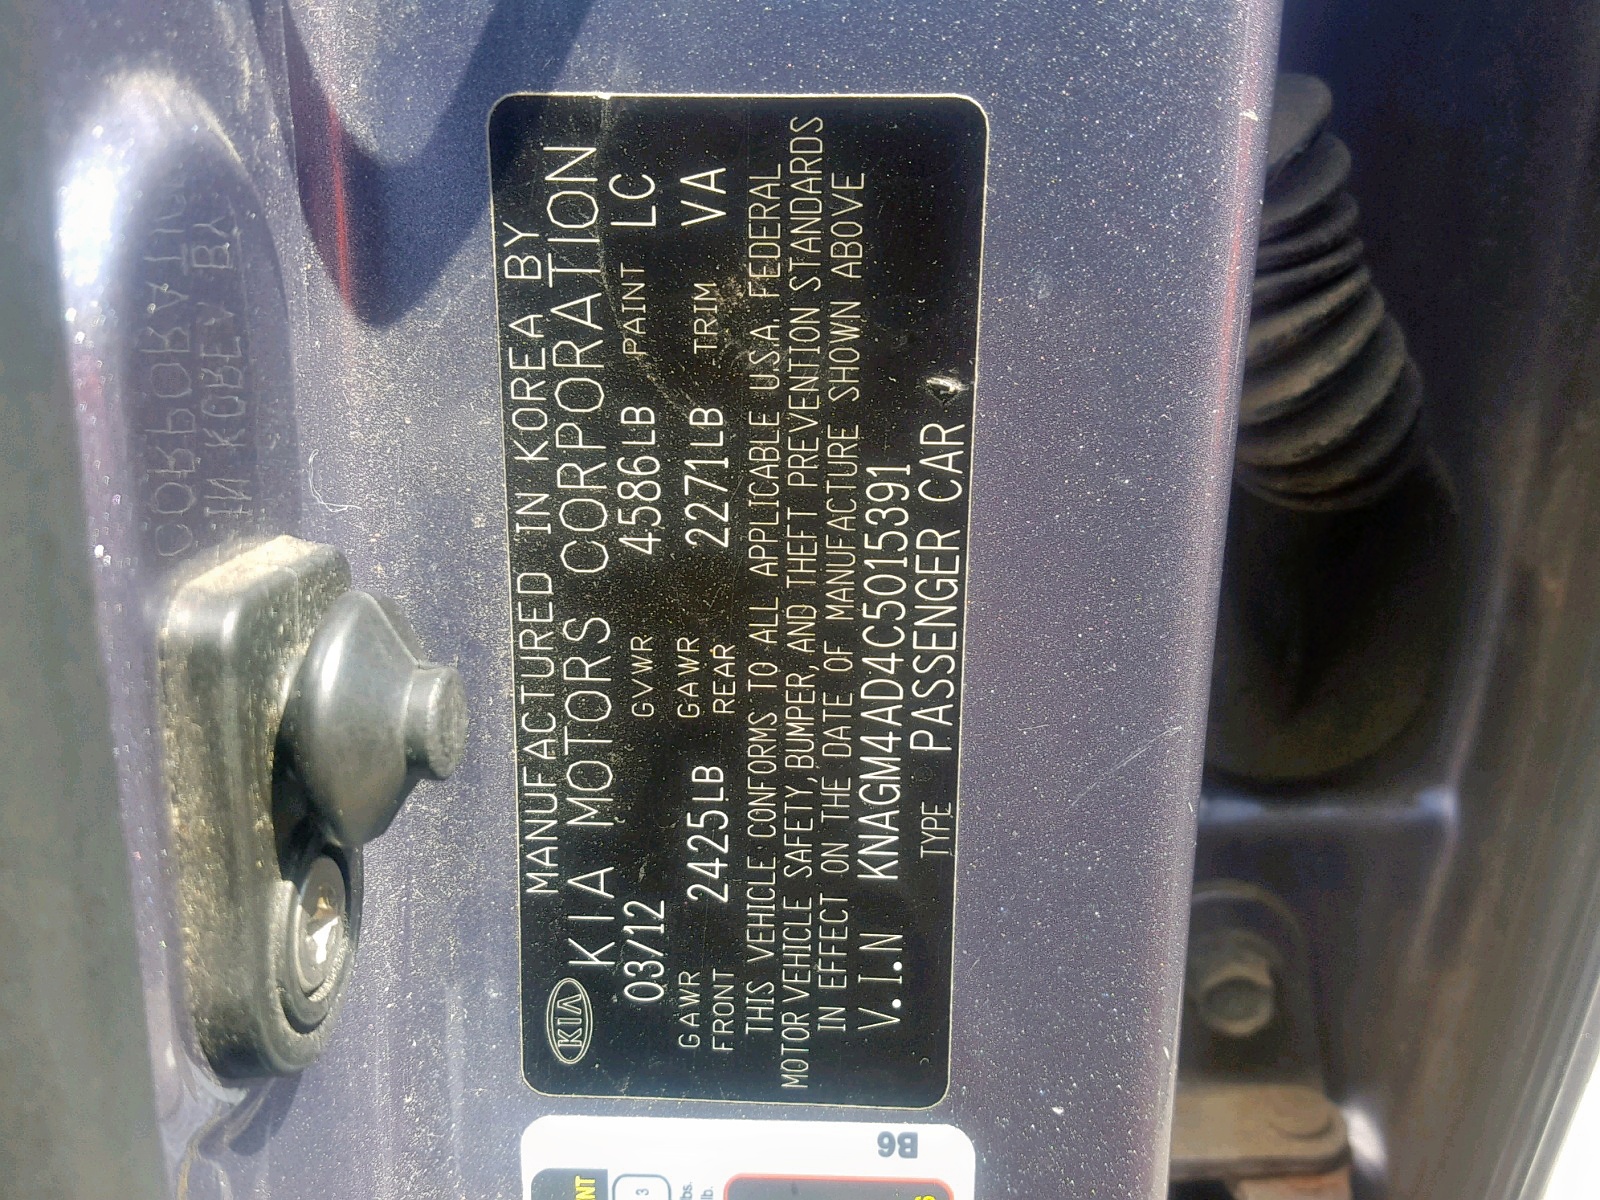 MANUFACTURED IN KOREA BY
KIA KIA MOTORS CORPORATION
03/12 GVWR 4586LB PAINT LC
GAWR FRONT 2425LB GAWR REAR 2271LB TRIM VA
THIS VEHICLE CONFORMS TO ALL APPLICABLE U.S.A. FEDERAL
MOTOR VEHICLE SAFETY, BUMPER, AND THEFT PREVENTION STANDARDS
IN EFFECT ON THE DATE OF MANUFACTURE SHOWN ABOVE
V.I.N KNAGM4AD4C5015391
TYPE PASSENGER CAR
B6
3